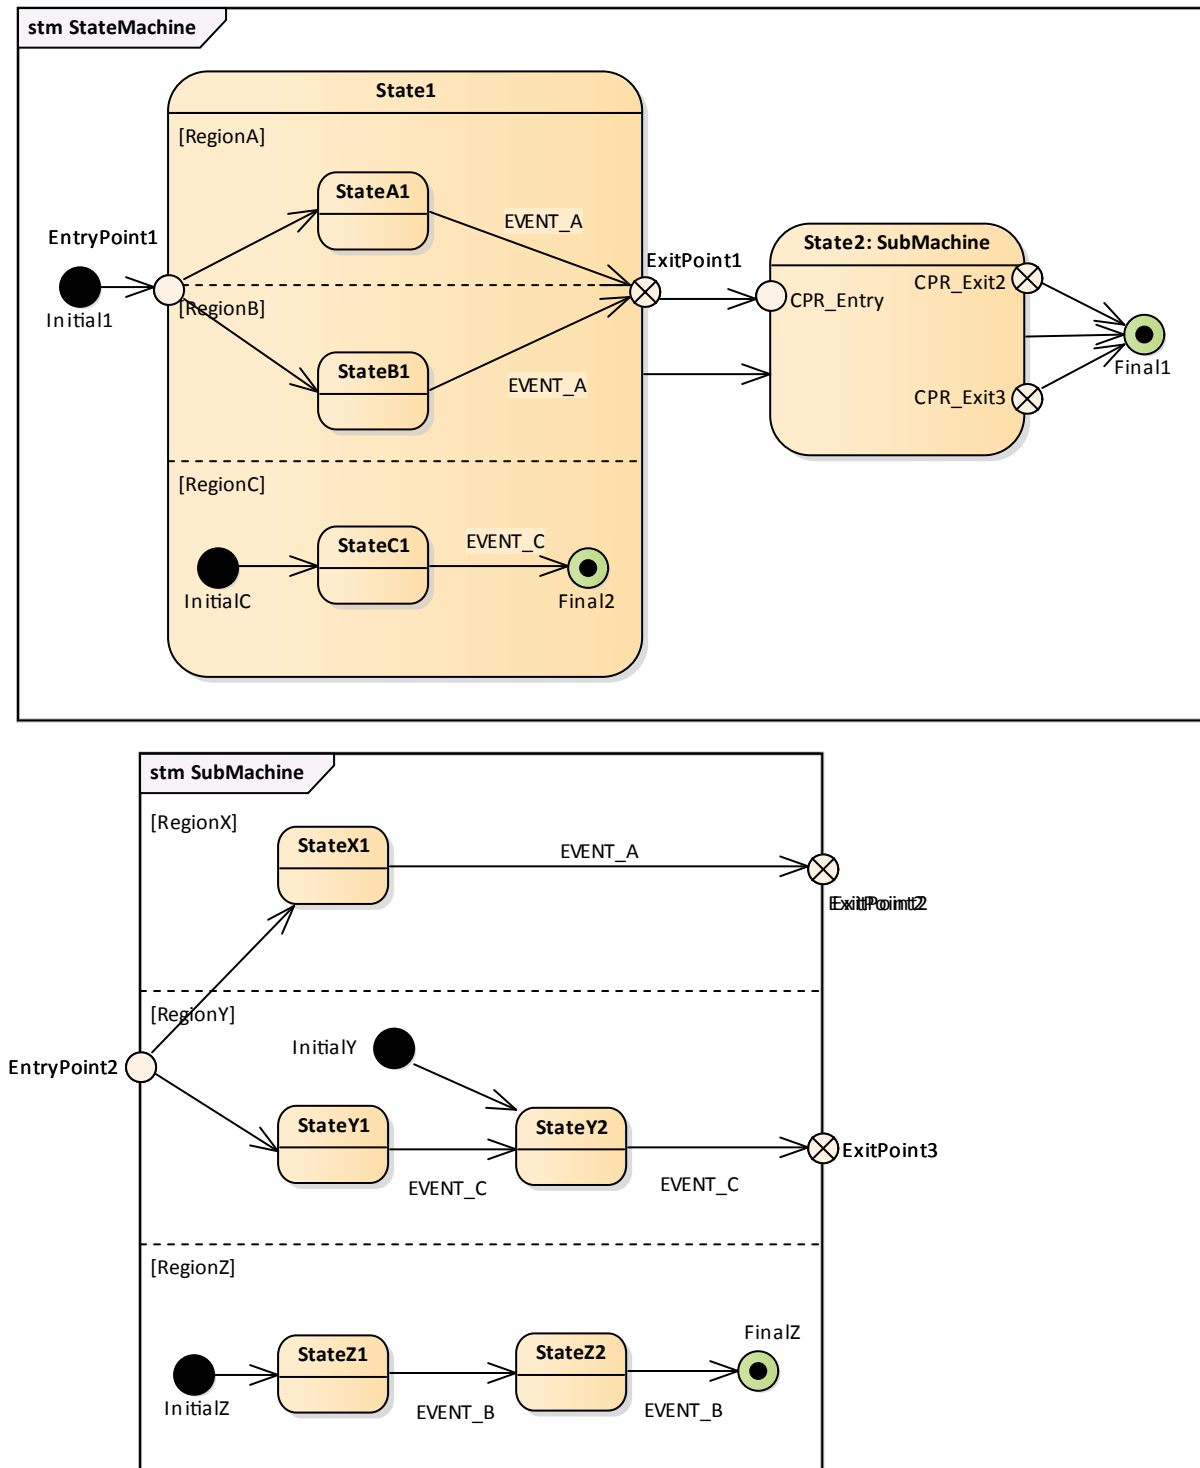 stm StateMachine
State1
[RegionA]
StateA1
EVENT_A
EntryPoint1
Initial1
[RegionB]
StateB1
EVENT_A
ExitPoint1
State2: SubMachine
CPR_Entry
CPR_Exit2
CPR_Exit3
Final1
[RegionC]
StateC1
EVENT_C
InitialC
Final2
stm SubMachine
[RegionX]
StateX1
EVENT_A
ExitPoint2
[RegionY]
InitialY
EntryPoint2
StateY1
EVENT_C
StateY2
EVENT_C
ExitPoint3
[RegionZ]
InitialZ
StateZ1
EVENT_B
StateZ2
EVENT_B
FinalZ